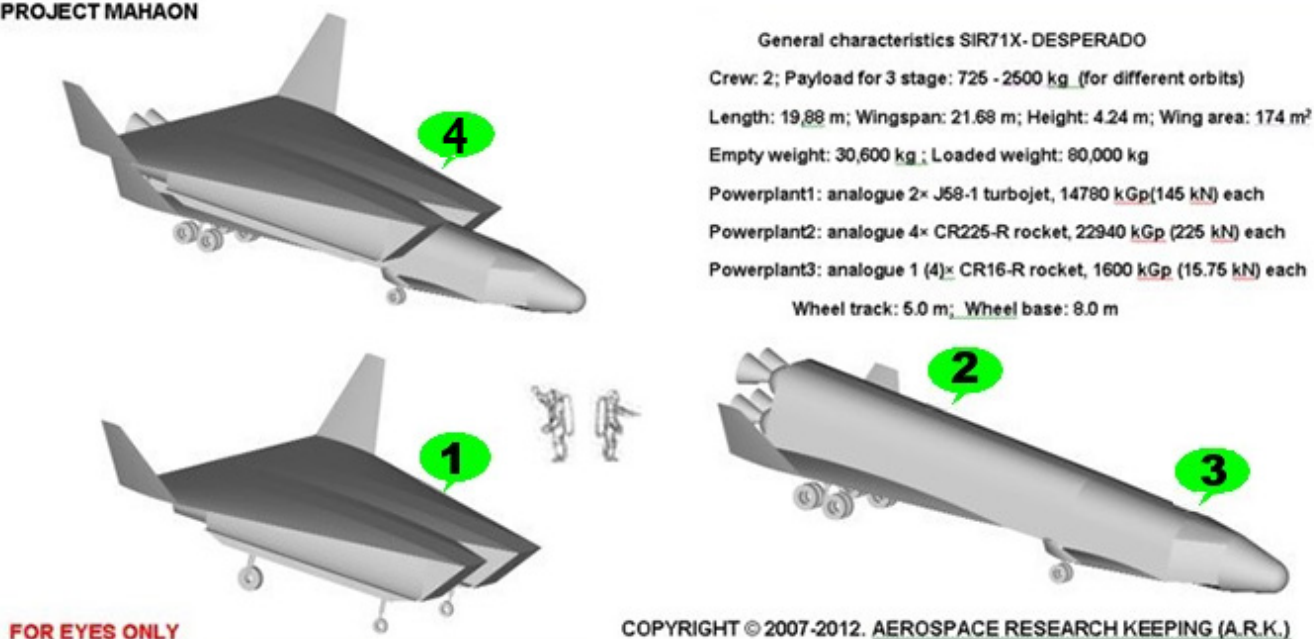 PROJECT MAHAON
General characteristics SIR71X- DESPERADO
Crew: 2; Payload for 3 stage: 725 - 2500 kg (for different orbits)
Length: 19,88 m; Wingspan: 21.68 m; Height: 4.24 m; Wing area: 174 m²
Empty weight: 30,600 kg ; Loaded weight: 80,000 kg
Powerplant1: analogue 2× J58-1 turbojet, 14780 kGp(145 kN) each
Powerplant2: analogue 4× CR225-R rocket, 22940 kGp (225 kN) each
Powerplant3: analogue 1 (4)× CR16-R rocket, 1600 kGp (15.75 kN) each
Wheel track: 5.0 m; Wheel base: 8.0 m
4
1
2
3
FOR EYES ONLY
COPYRIGHT © 2007-2012. AEROSPACE RESEARCH KEEPING (A.R.K.)